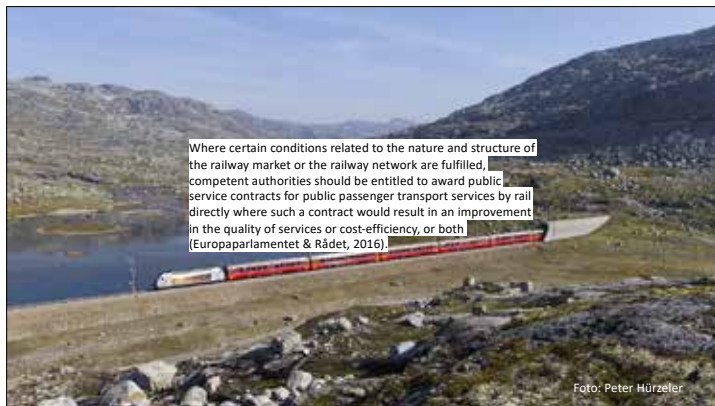 Where certain conditions related to the nature and structure of
the railway market or the railway network are fulfilled,
competent authorities should be entitled to award public
service contracts for public passenger transport services by rail
directly where such a contract would result in an improvement
in the quality of services or cost-efficiency, or both
(Europaparlamentet & Rådet, 2016).
Foto: Peter Hürzeler